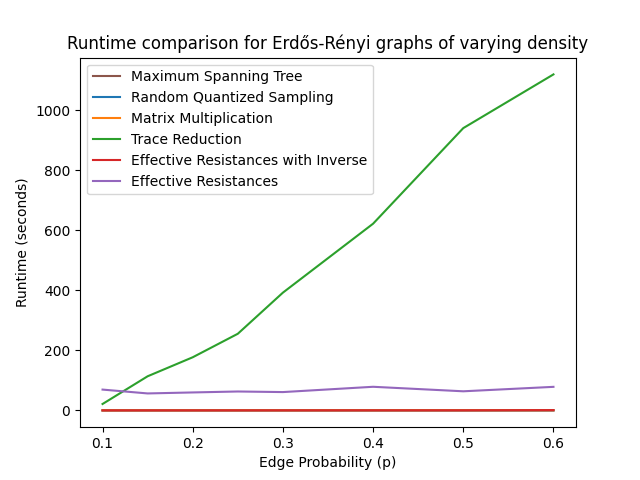 Runtime comparison for Erdős-Rényi graphs of varying density
Maximum Spanning Tree
Random Quantized Sampling
Matrix Multiplication
Trace Reduction
Effective Resistances with Inverse
Effective Resistances
1000
800
600
400
200
0
Runtime (seconds)
0.1 0.2 0.3 0.4 0.5 0.6
Edge Probability (p)